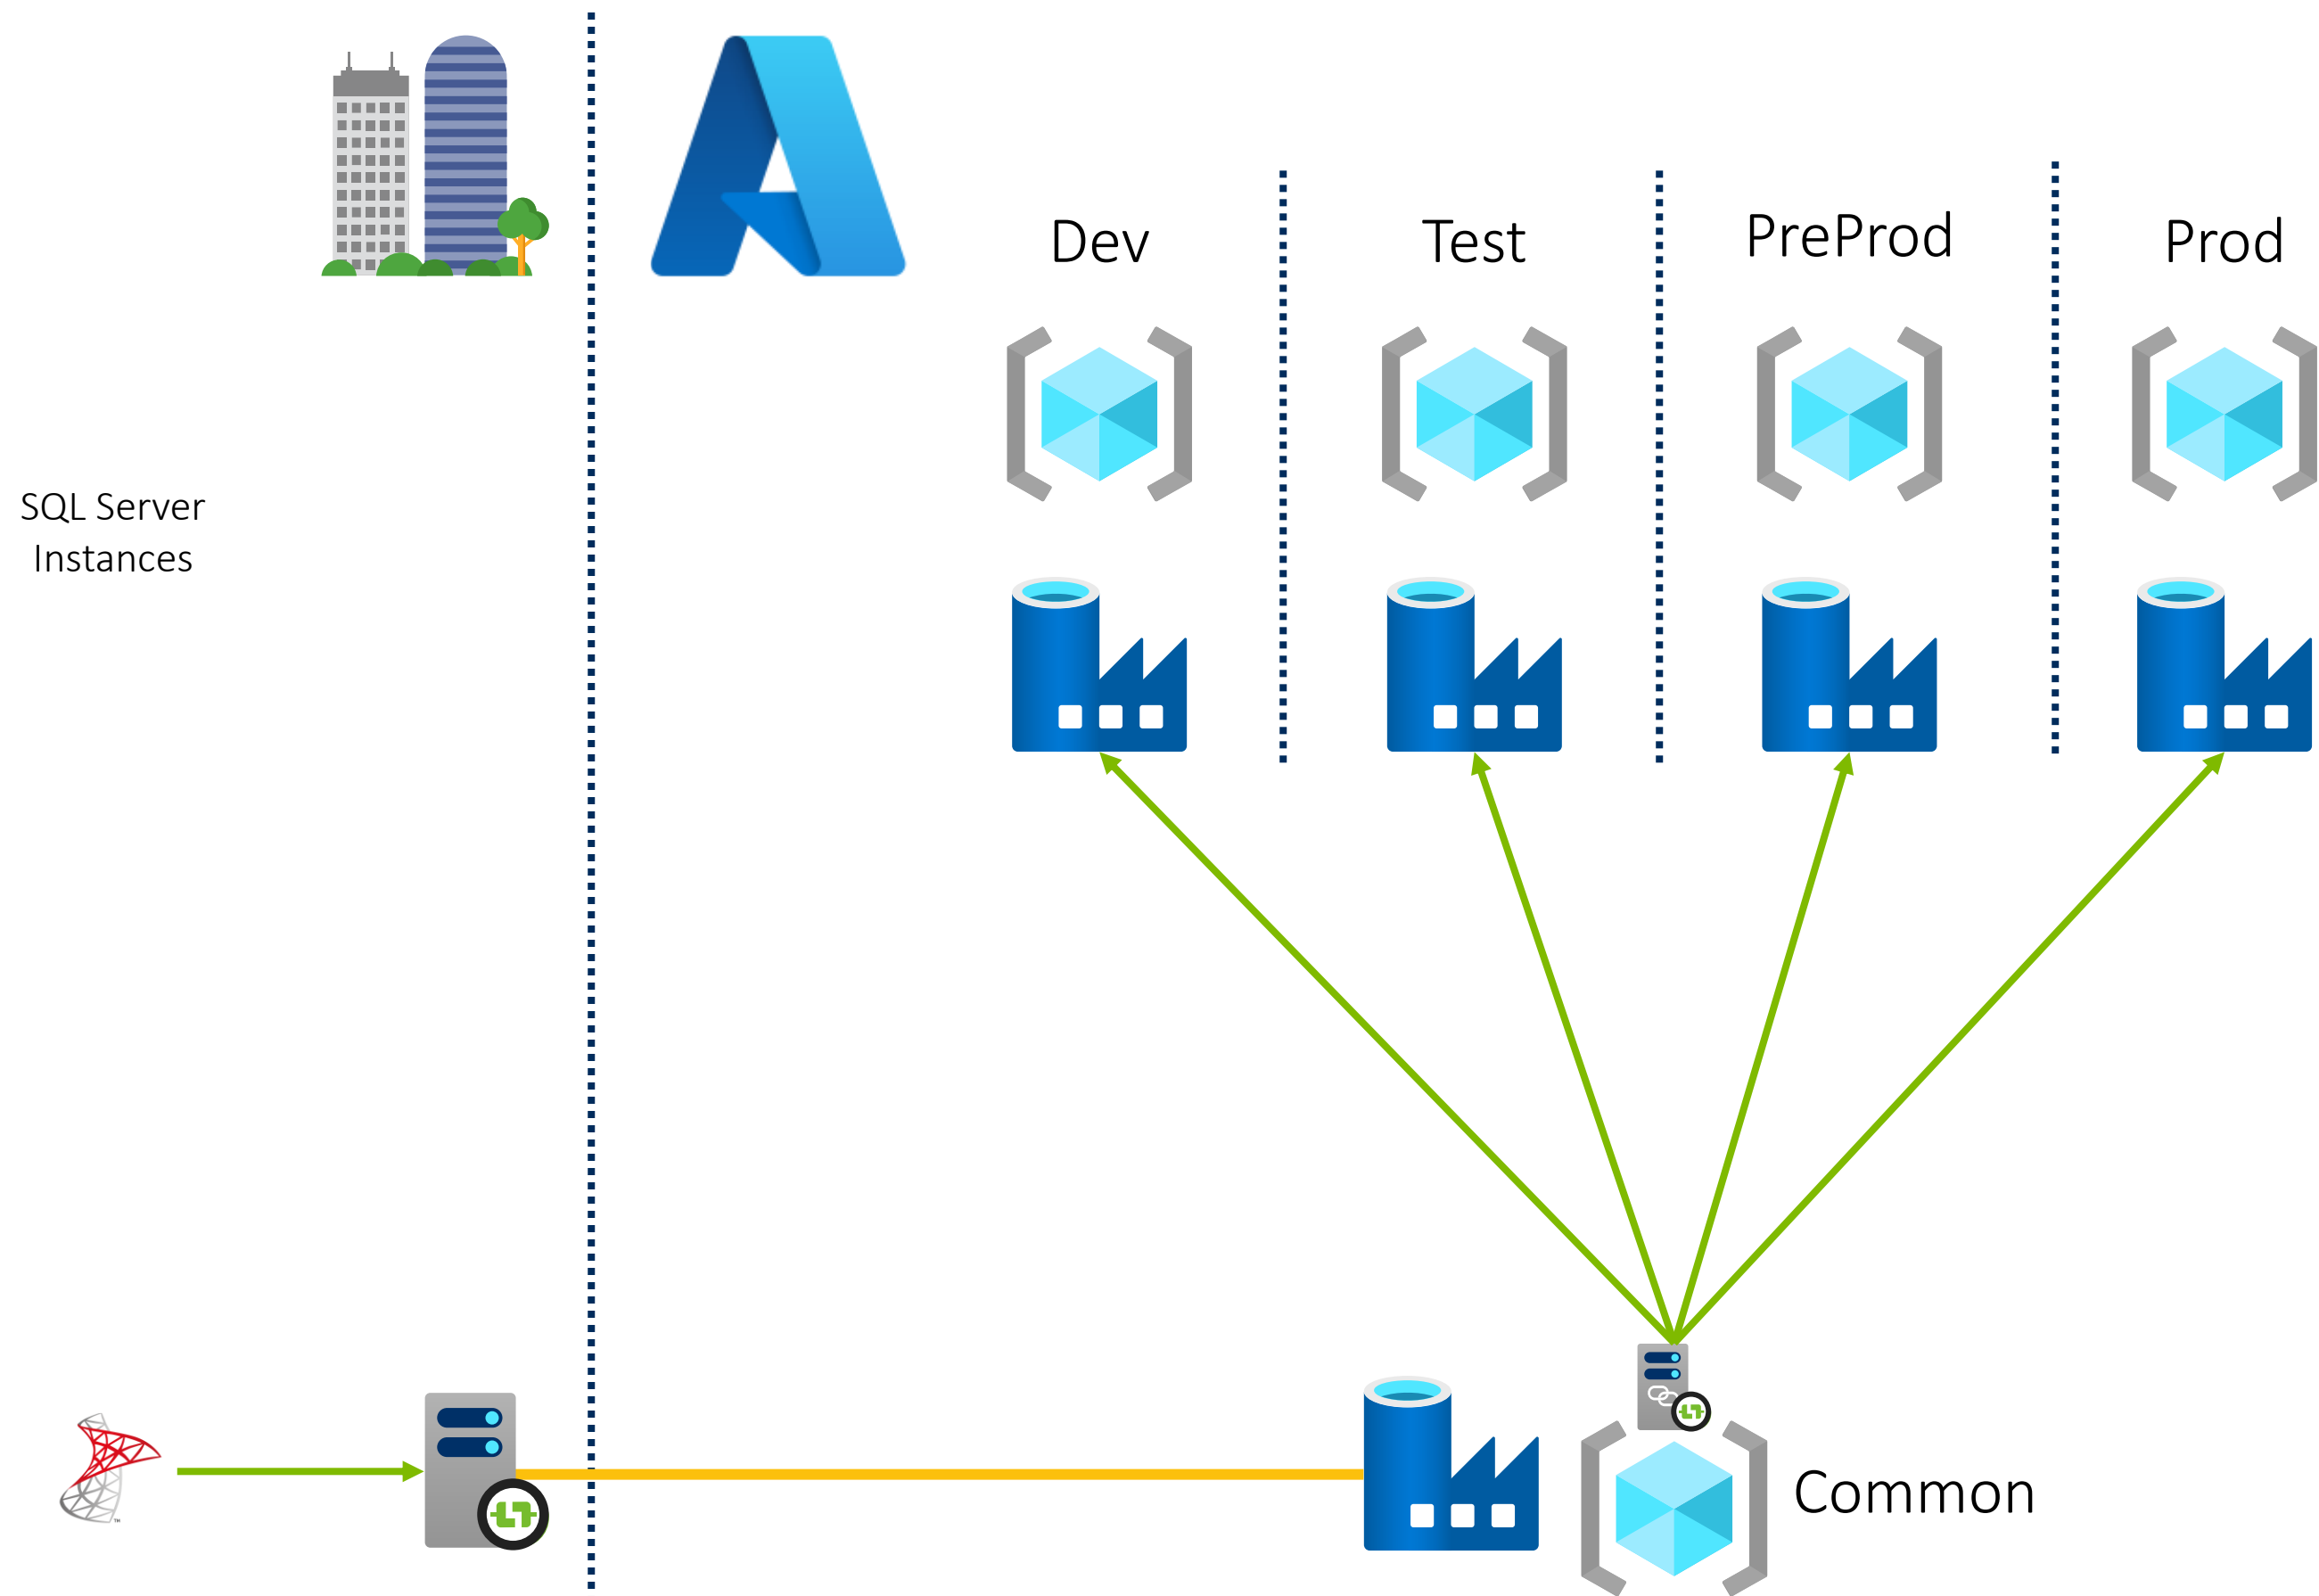 Dev
Test
PreProd
Prod
SQL Server
Instances
Common